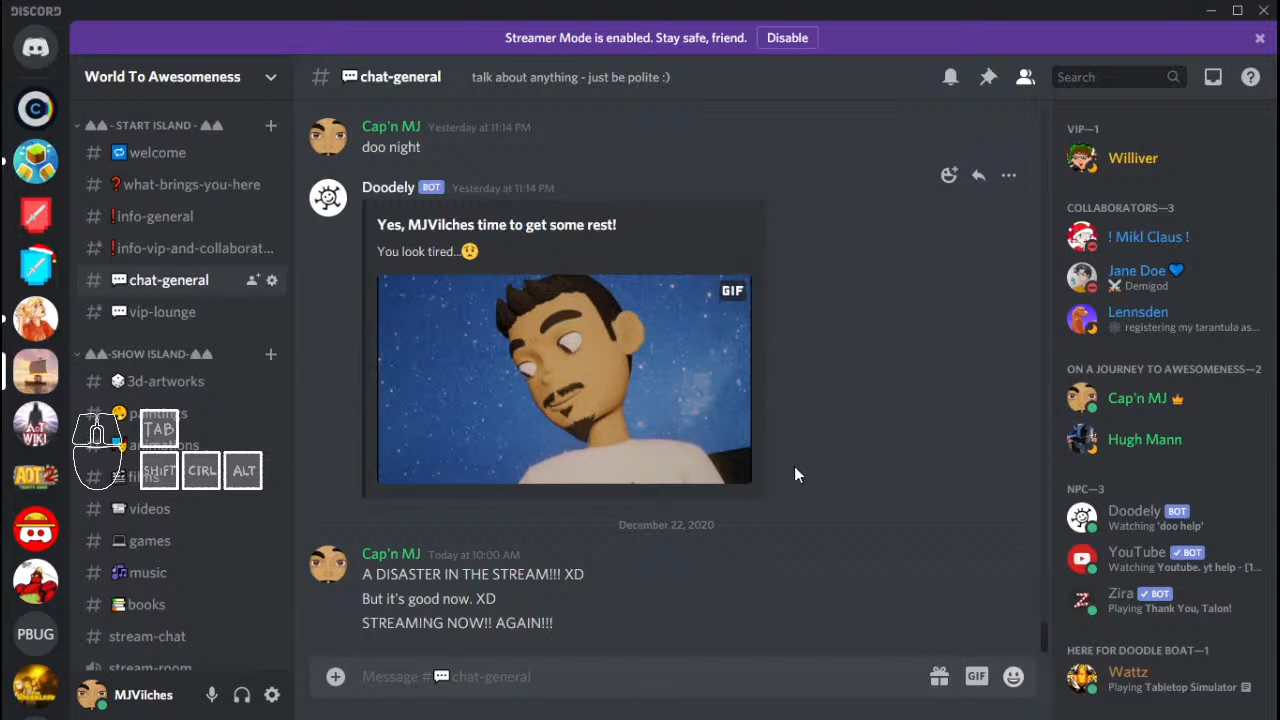 DISCORD
Streamer Mode is enabled. Stay safe, friend. Disable
World To Awesomeness
- START ISLAND -
welcome
what-brings-you-here
info-general
info-vip-and-collaborat...
chat-general
vip-lounge
-SHOW ISLAND-
3d-artworks
paintings
animations
films
videos
games
music
books
stream-chat
stream-room
TAB
SHIFT CTRL ALT
PBUG
AOT WIKI
AOT 2
MJVilches
# chat-general talk about anything - just be polite :)
Search
Cap'n MJ Yesterday at 11:14 PM
doo night
Doodely BOT Yesterday at 11:14 PM
Yes, MJVilches time to get some rest!
You look tired...
GIF
December 22, 2020
Cap'n MJ Today at 10:00 AM
A DISASTER IN THE STREAM!!! XD
But it's good now. XD
STREAMING NOW!! AGAIN!!!
Message # chat-general
GIF
VIP—1
Williver
COLLABORATORS—3
! Mikl Claus !
Jane Doe
Demigod
Lennsden
registering my tarantula as...
ON A JOURNEY TO AWESOMENESS—2
Cap'n MJ
Hugh Mann
NPC—3
Doodely BOT
Watching 'doo help'
YouTube BOT
Watching Youtube. yt help - [1...
Zira BOT
Playing Thank You, Talon!
HERE FOR DOODLE BOAT—1
Wattz
Playing Tabletop Simulator